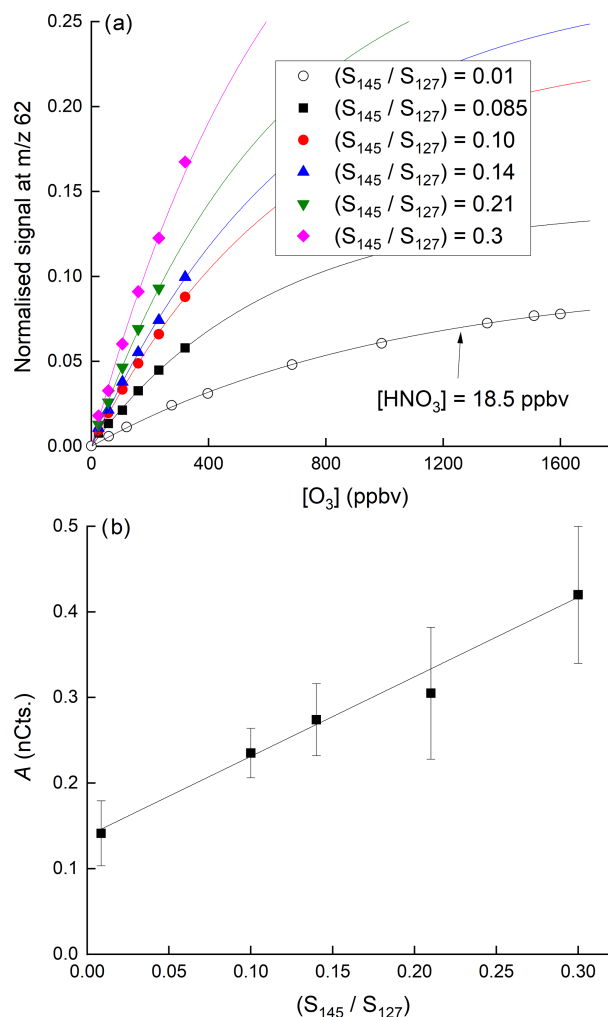 (a)
0.25
0.20
0.15
0.10
0.05
0.00
Normalised signal at m/z 62
(S₁₄₅ / S₁₂₇) = 0.01
(S₁₄₅ / S₁₂₇) = 0.085
(S₁₄₅ / S₁₂₇) = 0.10
(S₁₄₅ / S₁₂₇) = 0.14
(S₁₄₅ / S₁₂₇) = 0.21
(S₁₄₅ / S₁₂₇) = 0.3
[HNO₃] = 18.5 ppbv
0 400 800 1200 1600
[O₃] (ppbv)
(b)
0.5
0.4
0.3
0.2
0.1
0.0
A (nCts.)
0.00 0.05 0.10 0.15 0.20 0.25 0.30
(S₁₄₅ / S₁₂₇)